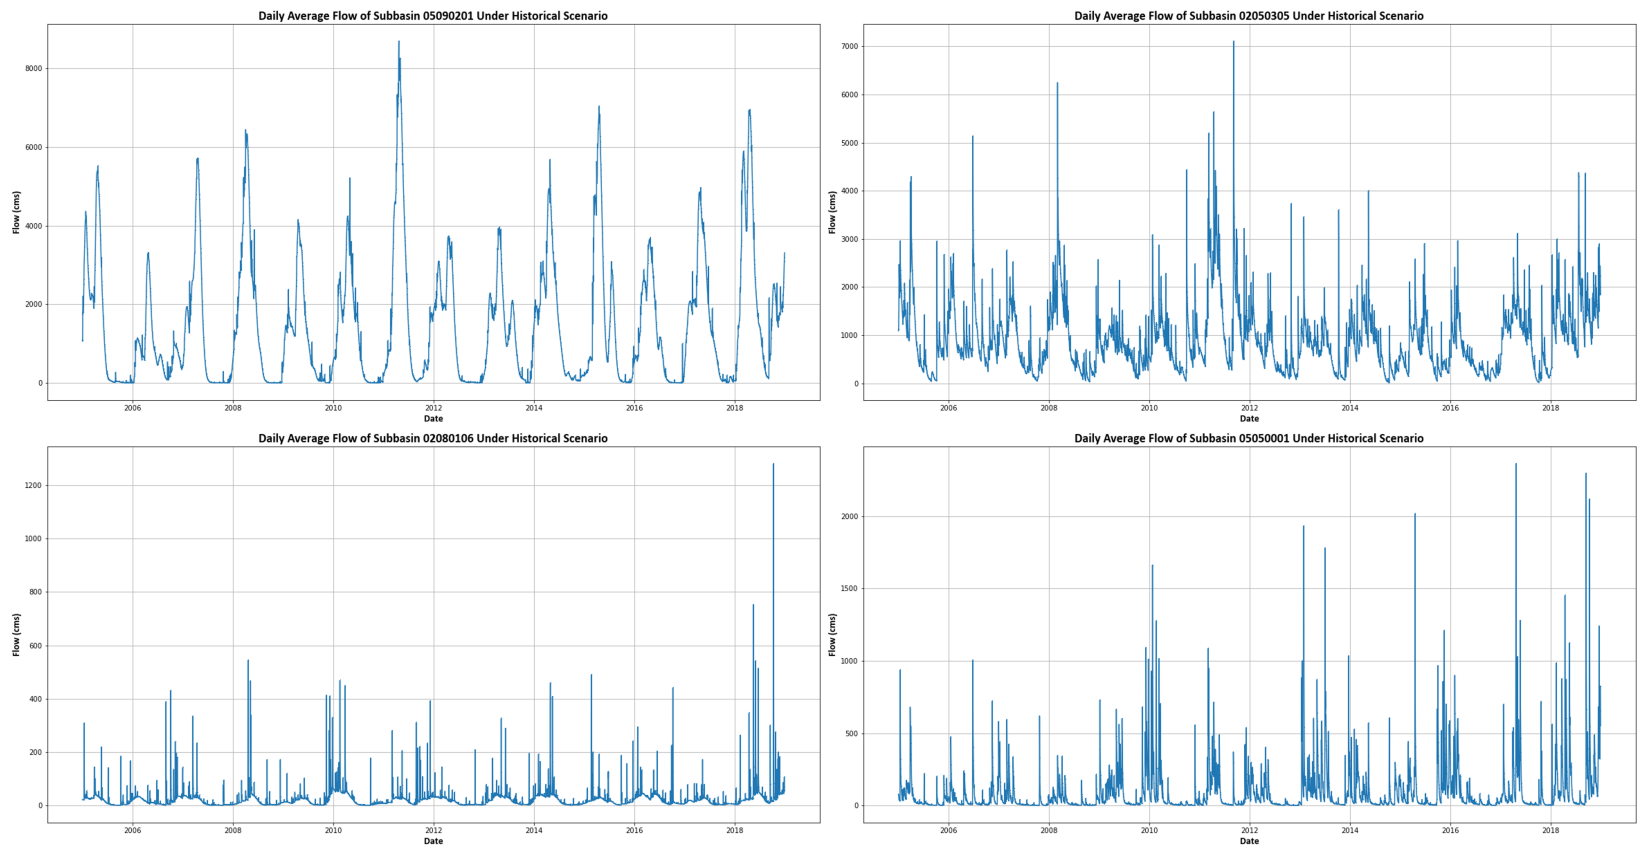 Daily Average Flow of Subbasin 05090201 Under Historical Scenario
Flow (cms)
8000
6000
4000
2000
0
2006 2008 2010 2012 2014 2016 2018
Date
Daily Average Flow of Subbasin 02050305 Under Historical Scenario
Flow (cms)
7000
6000
5000
4000
3000
2000
1000
0
2006 2008 2010 2012 2014 2016 2018
Date
Daily Average Flow of Subbasin 02080106 Under Historical Scenario
Flow (cms)
1200
1000
800
600
400
200
0
2006 2008 2010 2012 2014 2016 2018
Date
Daily Average Flow of Subbasin 05050001 Under Historical Scenario
Flow (cms)
2000
1500
1000
500
0
2006 2008 2010 2012 2014 2016 2018
Date